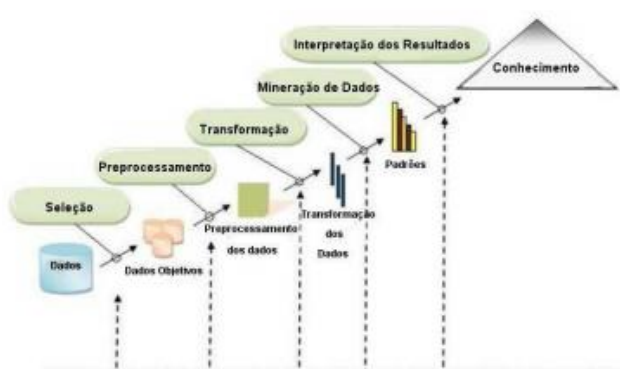 Interpretação dos Resultados
Conhecimento
Mineração de Dados
Transformação
Padrões
Preprocessamento
Transformação
dos
Dados
Seleção
Preprocessamento
dos dados
Dados
Dados Objetivos